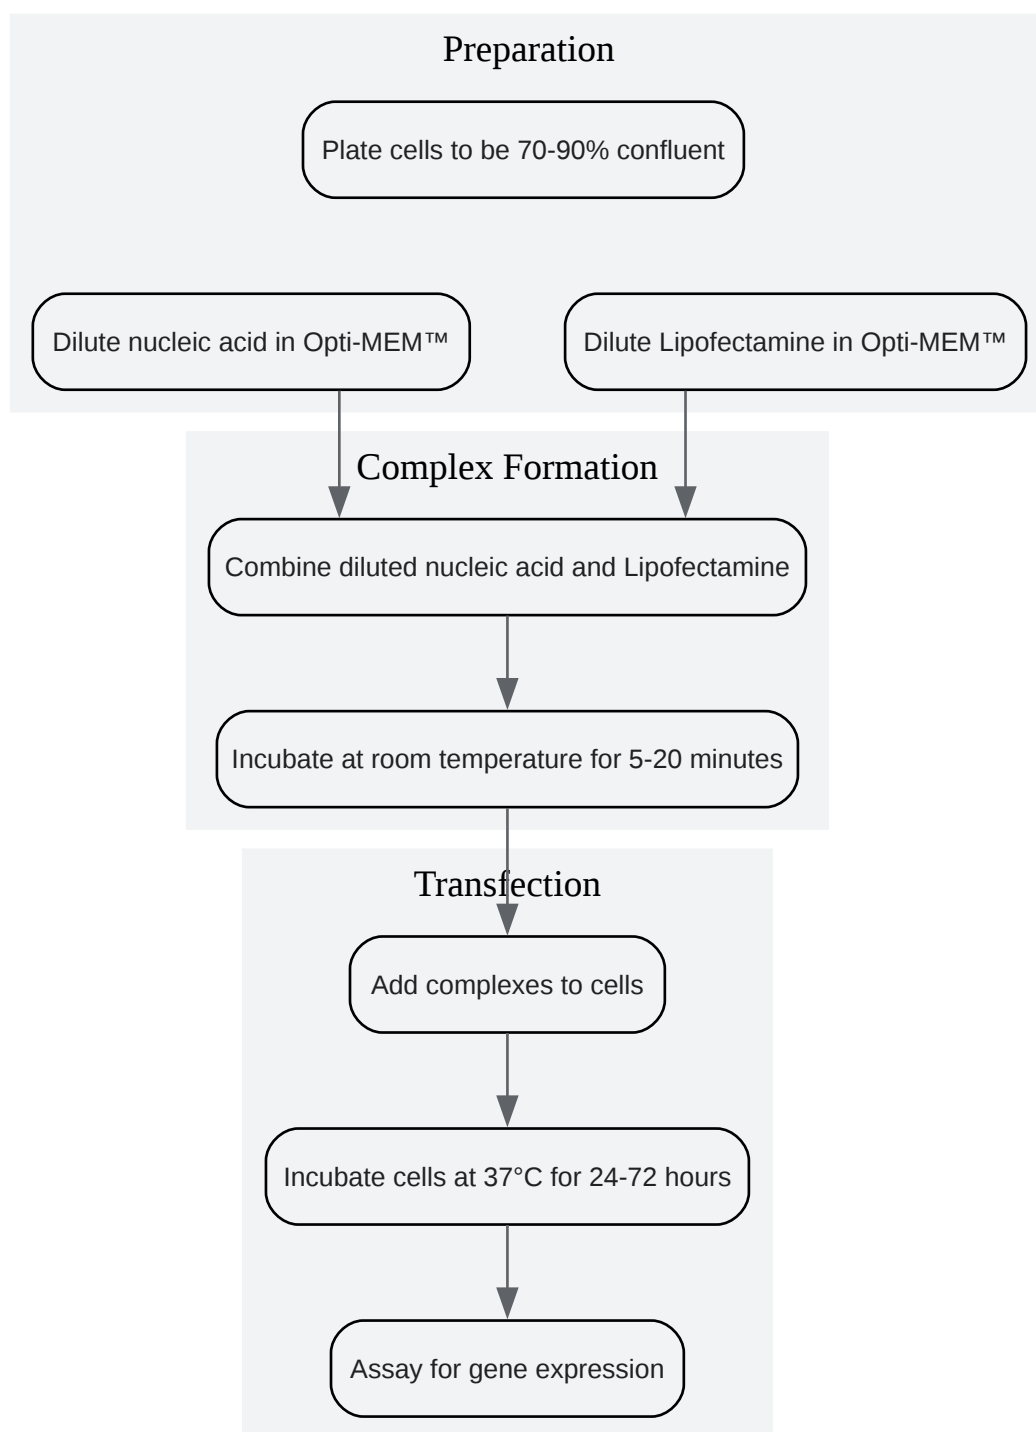 Preparation
Plate cells to be 70-90% confluent
Dilute nucleic acid in Opti-MEM™
Dilute Lipofectamine in Opti-MEM™
Complex Formation
Combine diluted nucleic acid and Lipofectamine
Incubate at room temperature for 5-20 minutes
Transfection
Add complexes to cells
Incubate cells at 37°C for 24-72 hours
Assay for gene expression